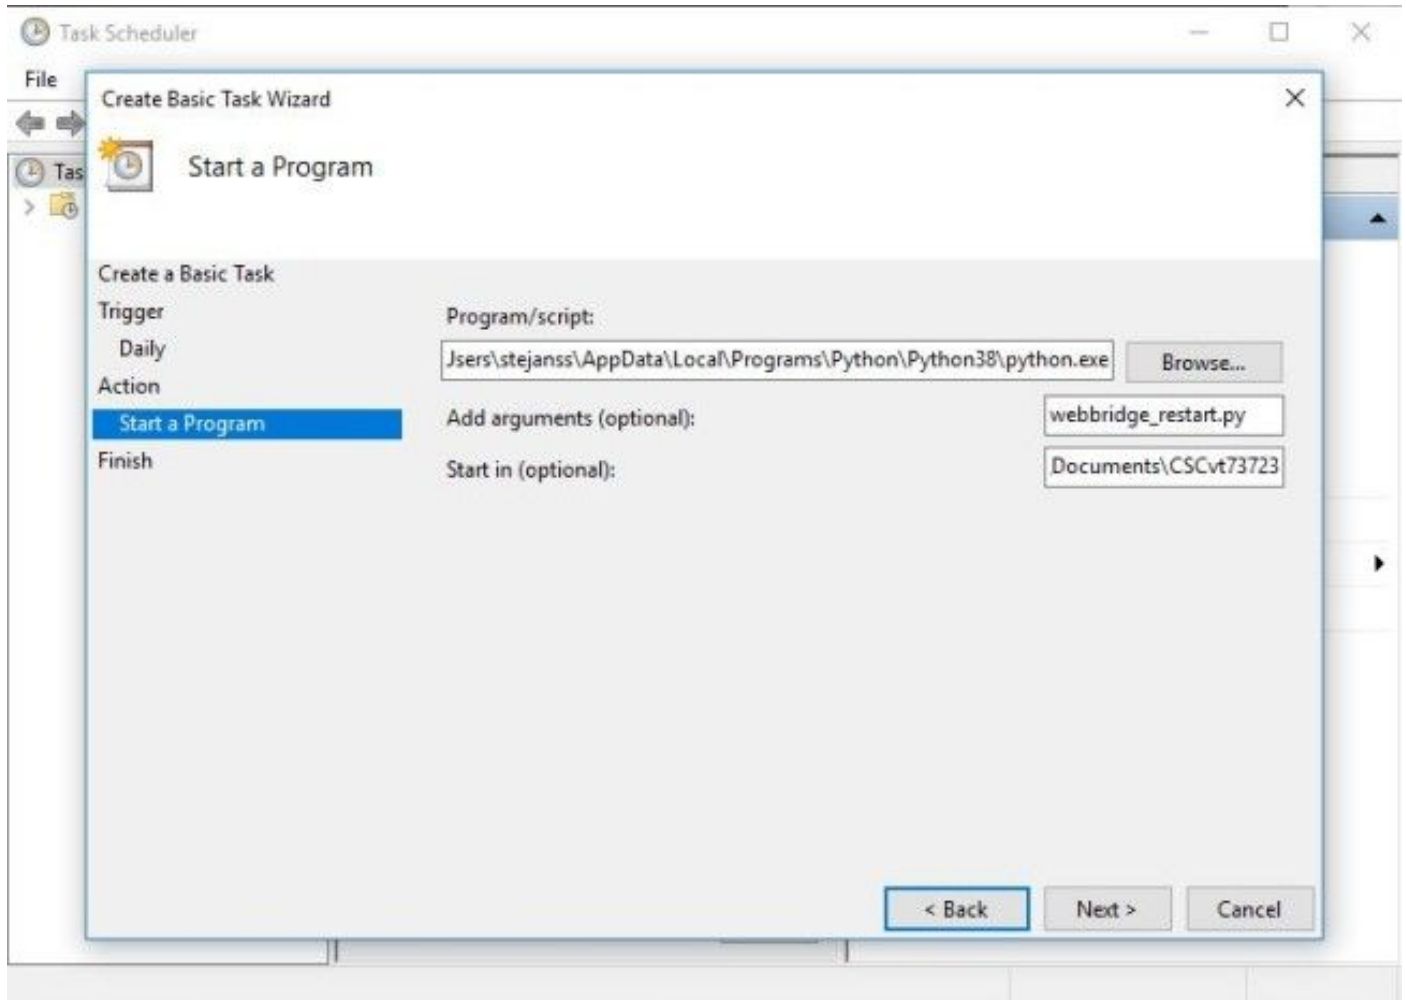 Task Scheduler
File
Create Basic Task Wizard
Start a Program
Tas
Create a Basic Task
Trigger
Daily
Action
Start a Program
Finish
Program/script:
Jsers\stejanss\AppData\Local\Programs\Python\Python38\python.exe
Browse...
Add arguments (optional):
webbridge_restart.py
Start in (optional):
Documents\CSCvt73723
< Back
Next >
Cancel